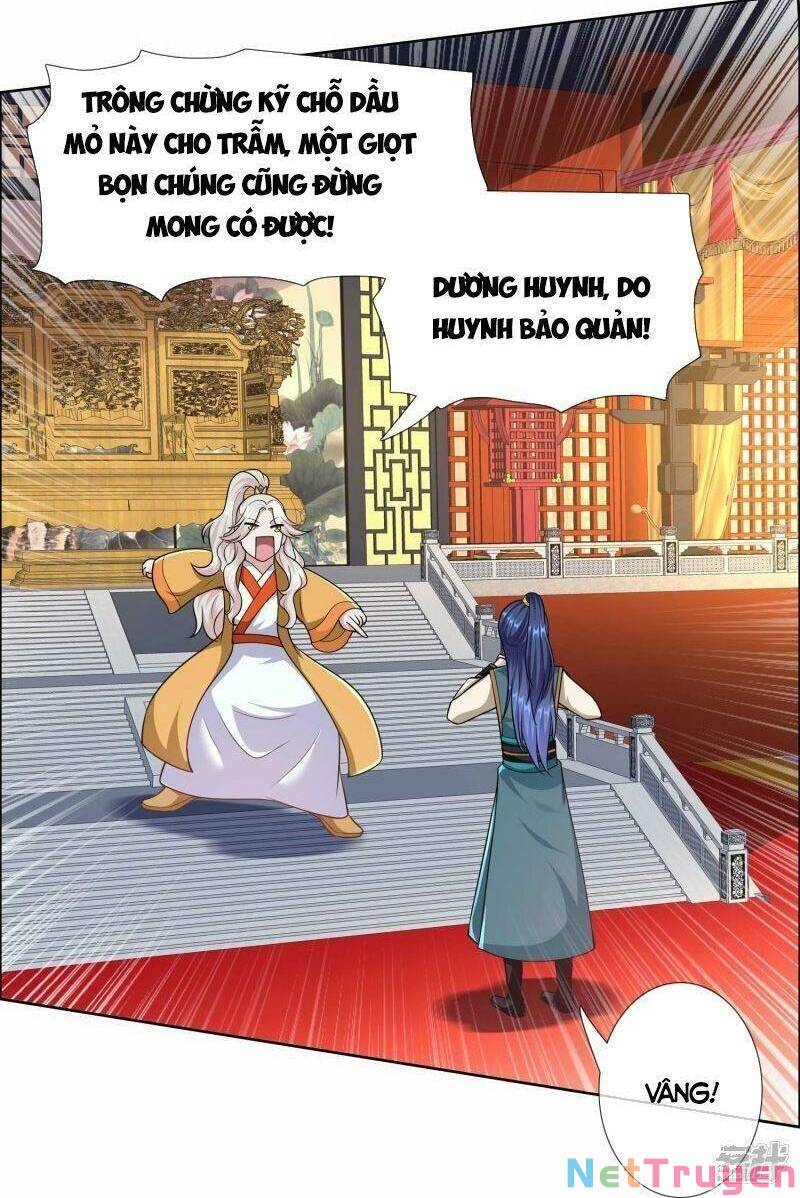 TRÔNG CHỪNG KỸ CHỖ DẦU
MỎ NÀY CHO TRẪM, MỘT GIỌT
BỌN CHÚNG CŨNG ĐỪNG
MONG CÓ ĐƯỢC!
DƯƠNG HUYNH, DO
HUYNH BẢO QUẢN!
VÂNG!
NetTruyen